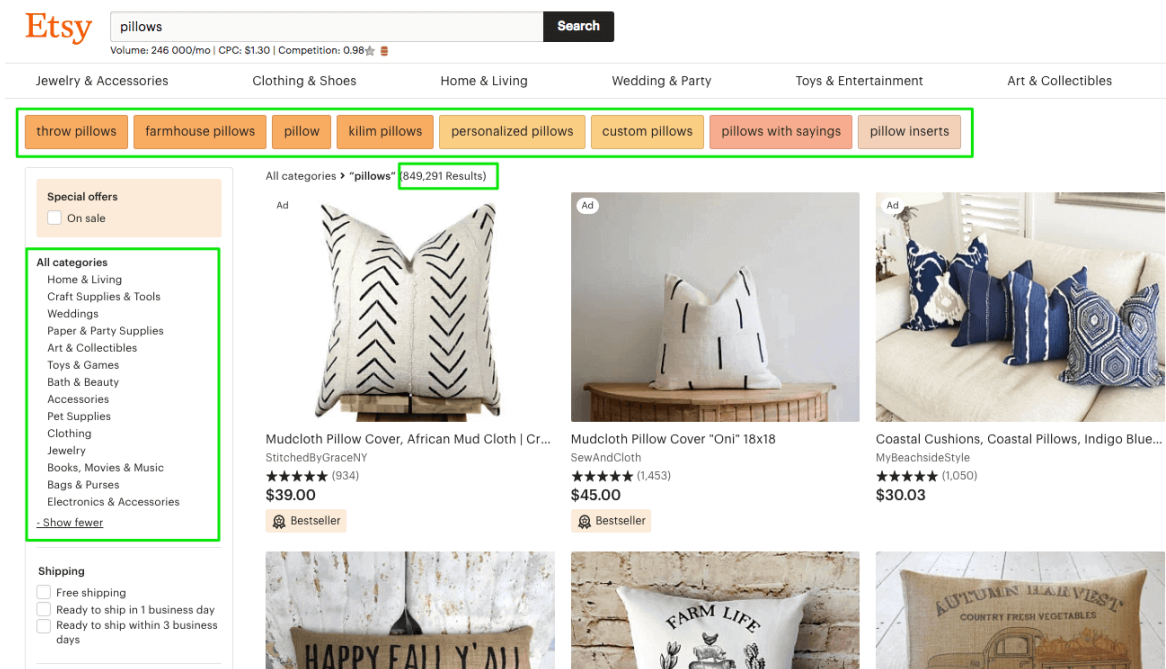 Etsy
pillows
Search
Volume: 246 000/mo | CPC: $1.30 | Competition: 0.98
Jewelry & Accessories Clothing & Shoes Home & Living Wedding & Party Toys & Entertainment Art & Collectibles
throw pillows farmhouse pillows pillow kilim pillows personalized pillows custom pillows pillows with sayings pillow inserts
All categories > "pillows" (849,291 Results)
Special offers
On sale
All categories
Home & Living
Craft Supplies & Tools
Weddings
Paper & Party Supplies
Art & Collectibles
Toys & Games
Bath & Beauty
Accessories
Pet Supplies
Clothing
Jewelry
Books, Movies & Music
Bags & Purses
Electronics & Accessories
- Show fewer
Shipping
Free shipping
Ready to ship in 1 business day
Ready to ship within 3 business
days
Ad
Mudcloth Pillow Cover, African Mud Cloth | Cr...
StitchedByGraceNY
(934)
$39.00
Bestseller
Ad
Mudcloth Pillow Cover "Oni" 18x18
SewAndCloth
(1,453)
$45.00
Bestseller
Ad
Coastal Cushions, Coastal Pillows, Indigo Blue...
MyBeachsideStyle
(1,050)
$30.03
HAPPY FALL Y'ALL
FARM LIFE
AUTUMN HARVEST
COUNTRY FRESH VEGETABLES